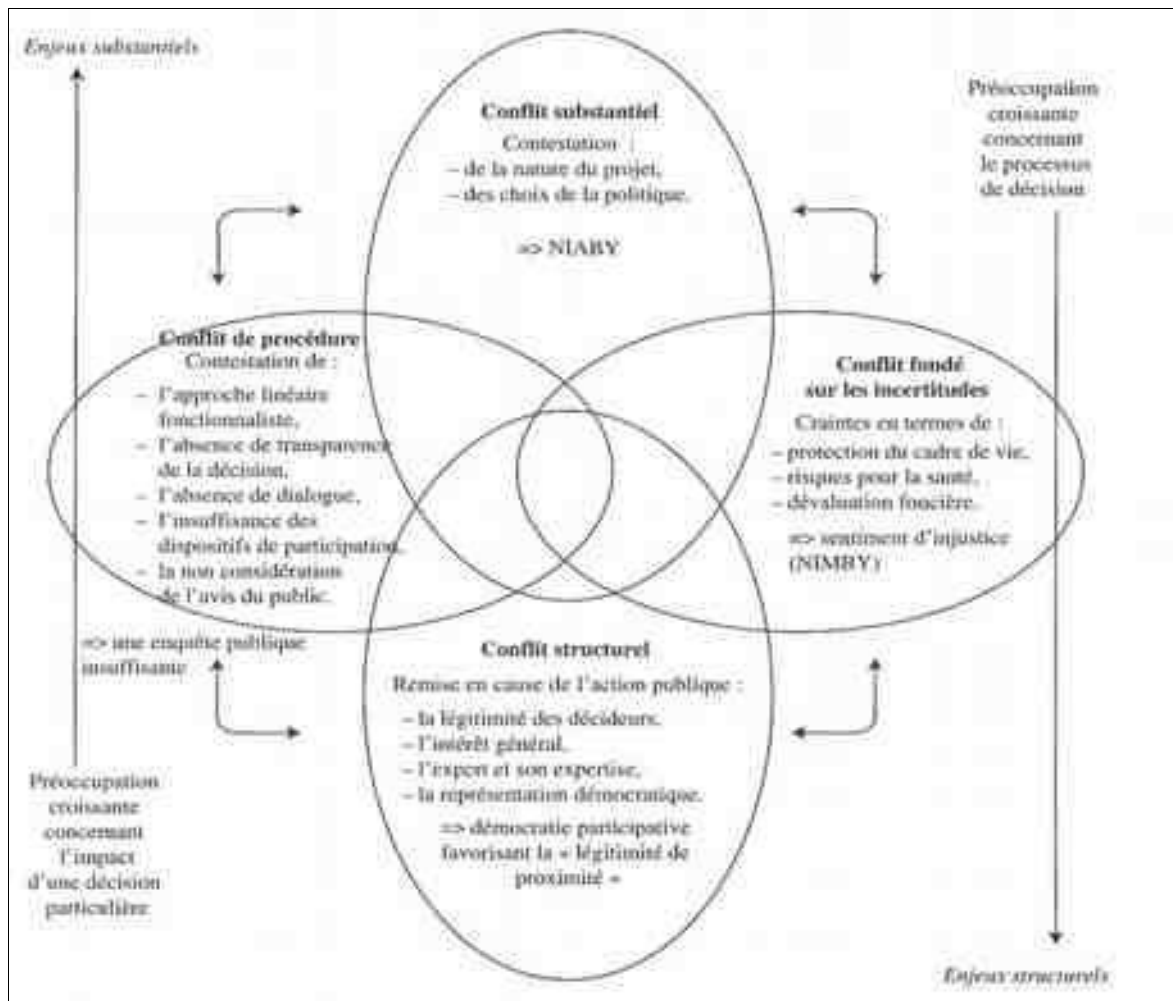 Enjeux substantiels
Préoccupation
croissante
concernant
le processus
de décision
Conflit substantiel
Contestation :
– de la nature du projet,
– des choix de la politique.
=> NIABY
Conflit de procédure
Contestation de :
– l'approche linéaire
fonctionnaliste,
– l'absence de transparence
de la décision,
– l'absence de dialogue,
– l'insuffisance des
dispositifs de participation,
– la non considération
de l'avis du public.
=> une enquête publique
insuffisante
Conflit fondé
sur les incertitudes
Craintes en termes de :
– protection du cadre de vie,
– risques pour la santé,
– dévaluation foncière.
=> sentiment d'injustice
(NIMBY)
Conflit structurel
Remise en cause de l'action publique :
– la légitimité des décideurs,
– l'intérêt général,
– l'expert et son expertise,
– la représentation démocratique.
=> démocratie participative
favorisant la « légitimité de
proximité »
Préoccupation
croissante
concernant
l'impact
d'une décision
particulière
Enjeux structurels